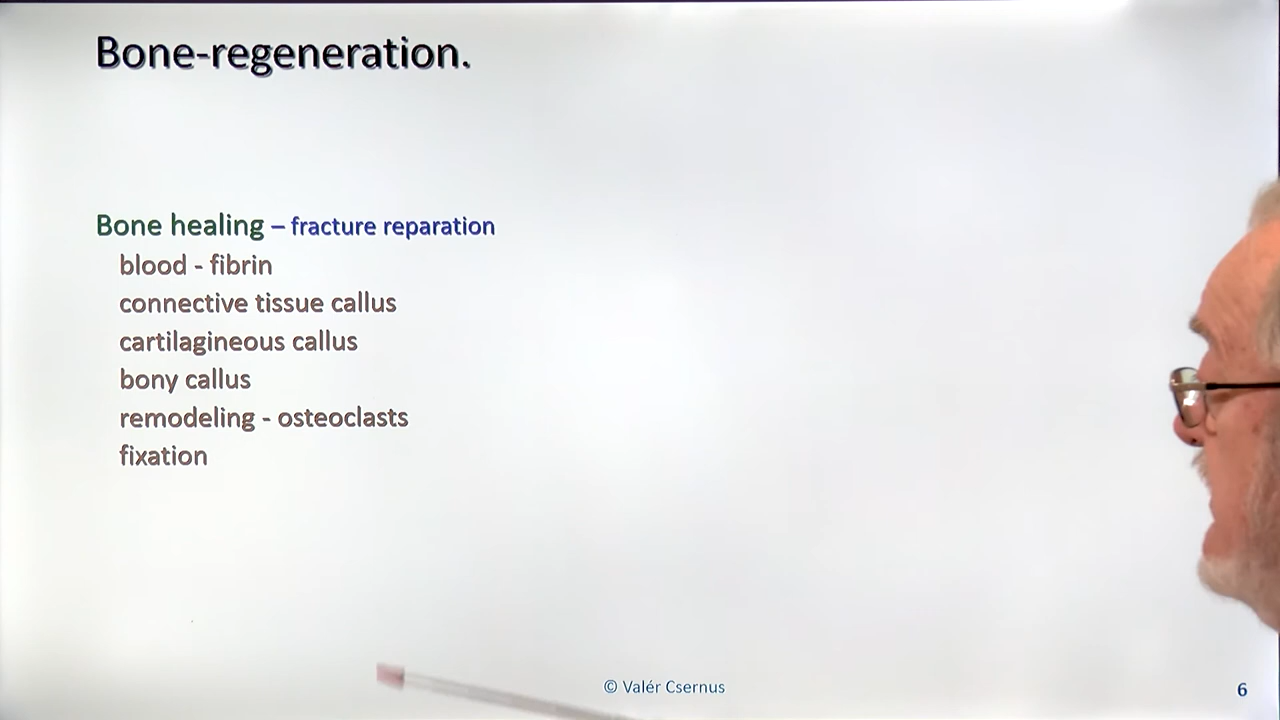 Bone-regeneration.
Bone healing – fracture reparation
blood - fibrin
connective tissue callus
cartilagineous callus
bony callus
remodeling - osteoclasts
fixation
© Valér Csernus
6